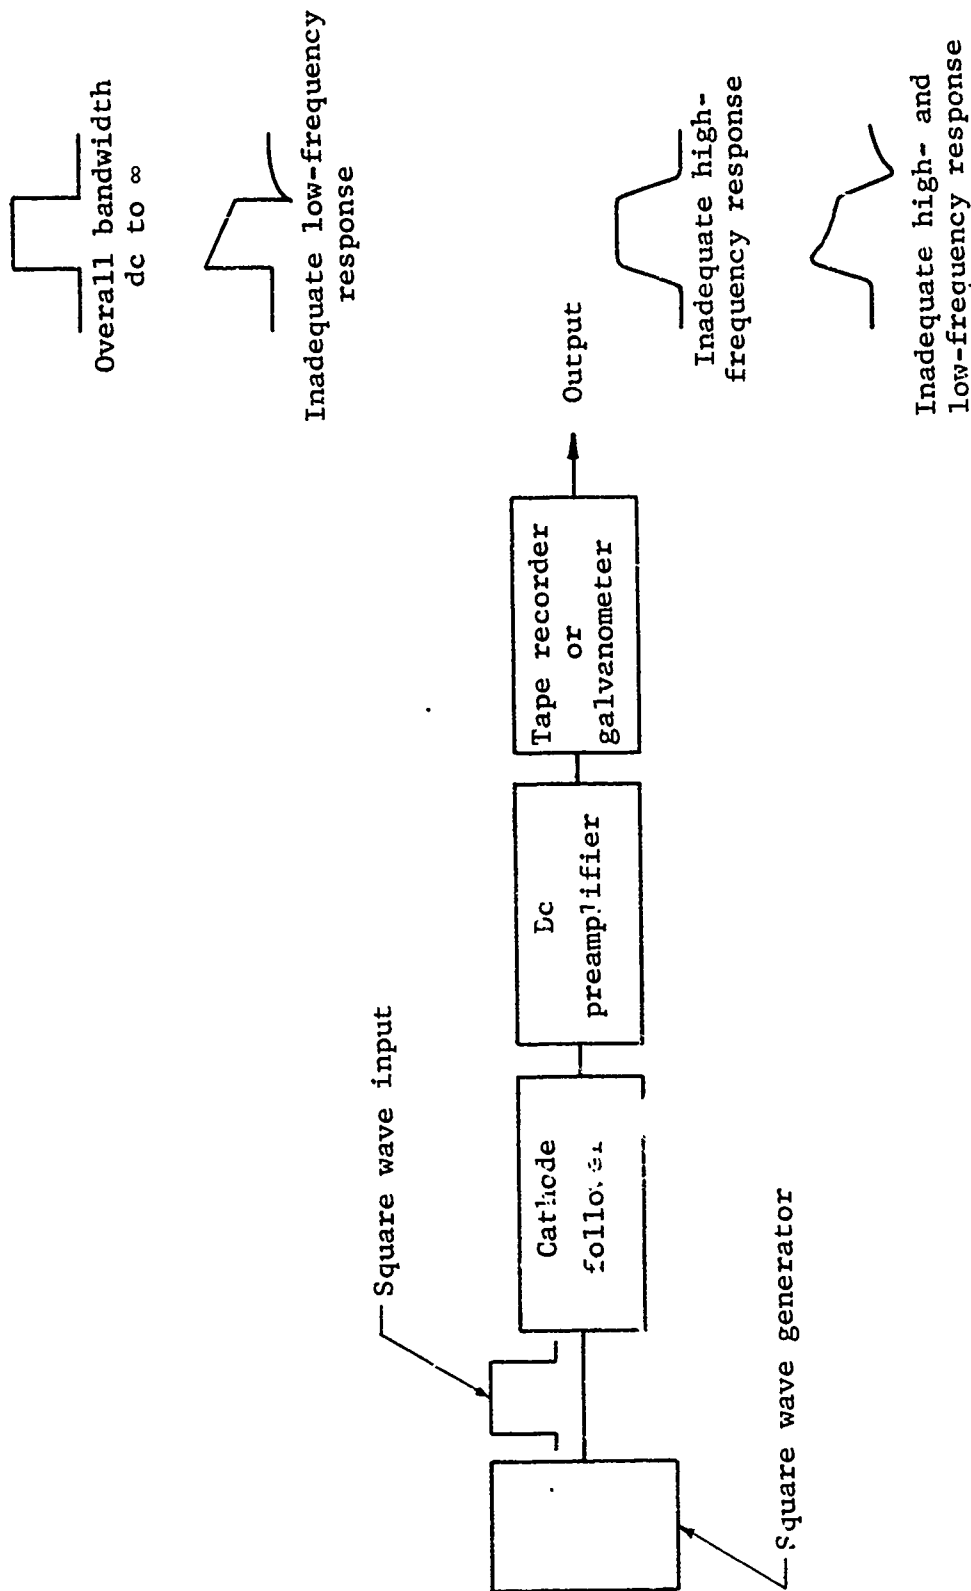 Overall bandwidth
dc to ∞
Inadequate low-frequency
response
Square wave input
Cathode
follower
Dc
preamplifier
Tape recorder
or
galvanometer
Output
Inadequate high-
frequency response
Square wave generator
Inadequate high- and
low-frequency response